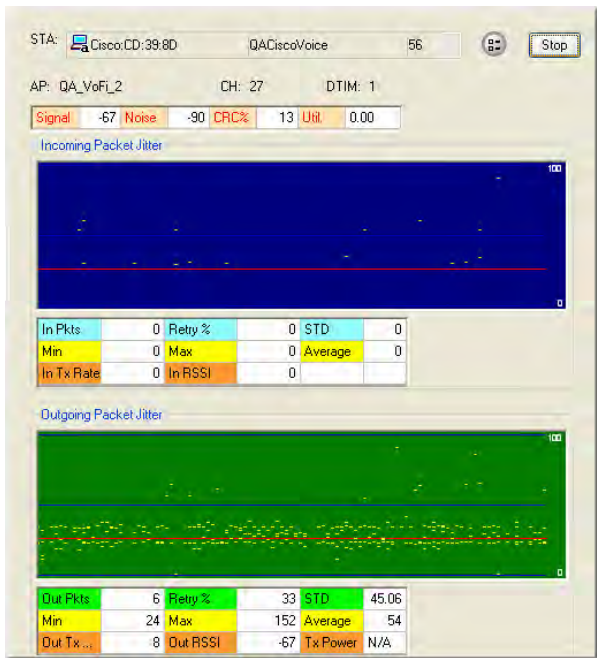 STA: Cisco:CD:39:8D QACiscoVoice 56 Stop
AP: QA_VoFi_2 CH: 27 DTIM: 1
Signal -67 Noise -90 CRC% 13 Util. 0.00
Incoming Packet Jitter
100
0
In Pkts 0 Retry % 0 STD 0
Min 0 Max 0 Average 0
In Tx Rate 0 In RSSI 0
Outgoing Packet Jitter
100
0
Out Pkts 6 Retry % 33 STD 45.06
Min 24 Max 152 Average 54
Out Tx ... 8 Out RSSI -67 Tx Power N/A